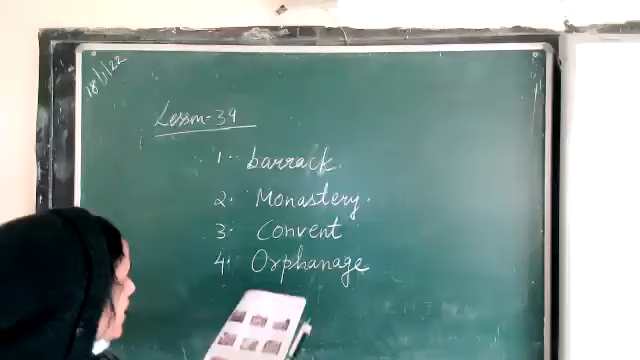 18/1/22
Lesson-39
1. barrack.
2. Monastery.
3. Convent
4. Orphanage